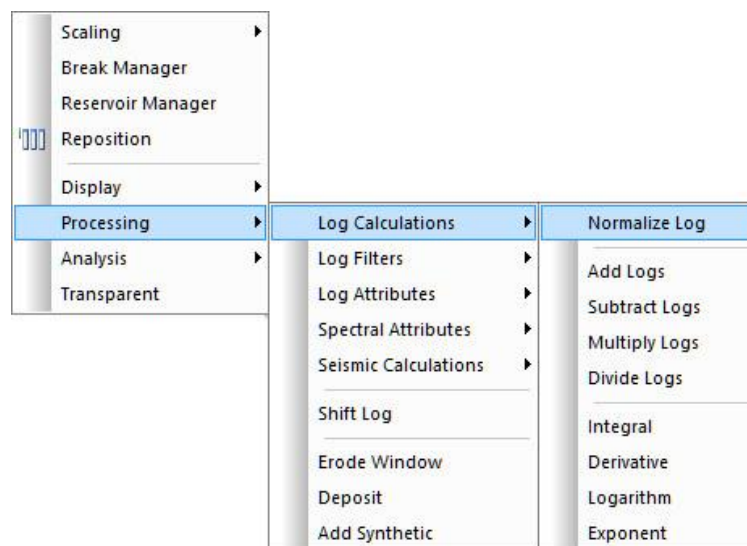 Scaling
Break Manager
Reservoir Manager
Reposition
Display
Processing
Analysis
Transparent
Log Calculations
Log Filters
Log Attributes
Spectral Attributes
Seismic Calculations
Shift Log
Erode Window
Deposit
Add Synthetic
Normalize Log
Add Logs
Subtract Logs
Multiply Logs
Divide Logs
Integral
Derivative
Logarithm
Exponent